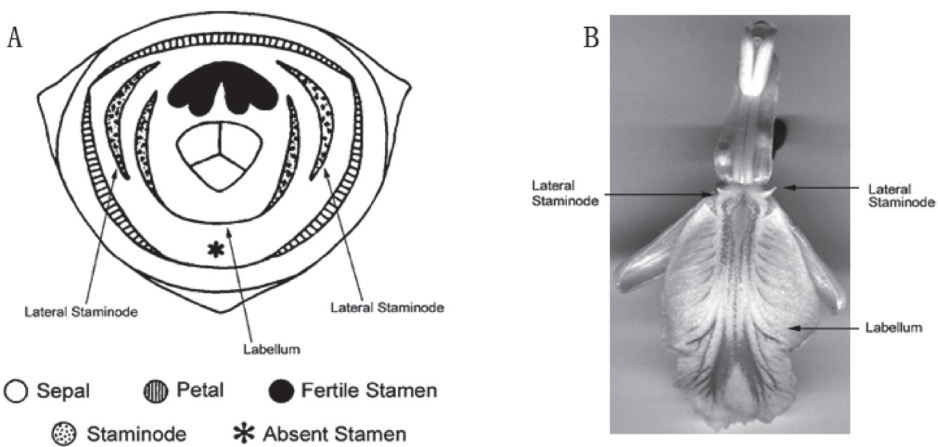 A
B
Lateral Staminode
Lateral Staminode
Labellum
Sepal
Petal
Fertile Stamen
Staminode
Absent Stamen
Lateral
Staminode
Lateral
Staminode
Labellum